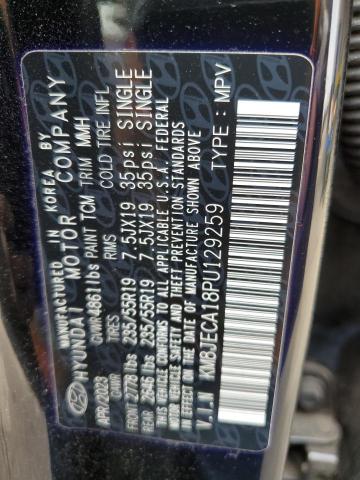 MANUFACTURED IN KOREA BY
HYUNDAI MOTOR COMPANY
APR/2023 GVWR 4861 lbs PAINT TCM TRIM MMH
GAWR TIRES RIMS COLD TIRE INFL
FRONT 2778 lbs 235/55R19 7.5JX19 35psi SINGLE
REAR 2646 lbs 235/55R19 7.5JX19 35psi SINGLE
THIS VEHICLE CONFORMS TO ALL APPLICABLE U.S.A. FEDERAL
MOTOR VEHICLE SAFETY, BUMPER, AND THEFT PREVENTION STANDARDS
IN EFFECT ON THE DATE OF MANUFACTURE SHOWN ABOVE.
V.I.N : KM8JECA18PU129259 TYPE : MPV